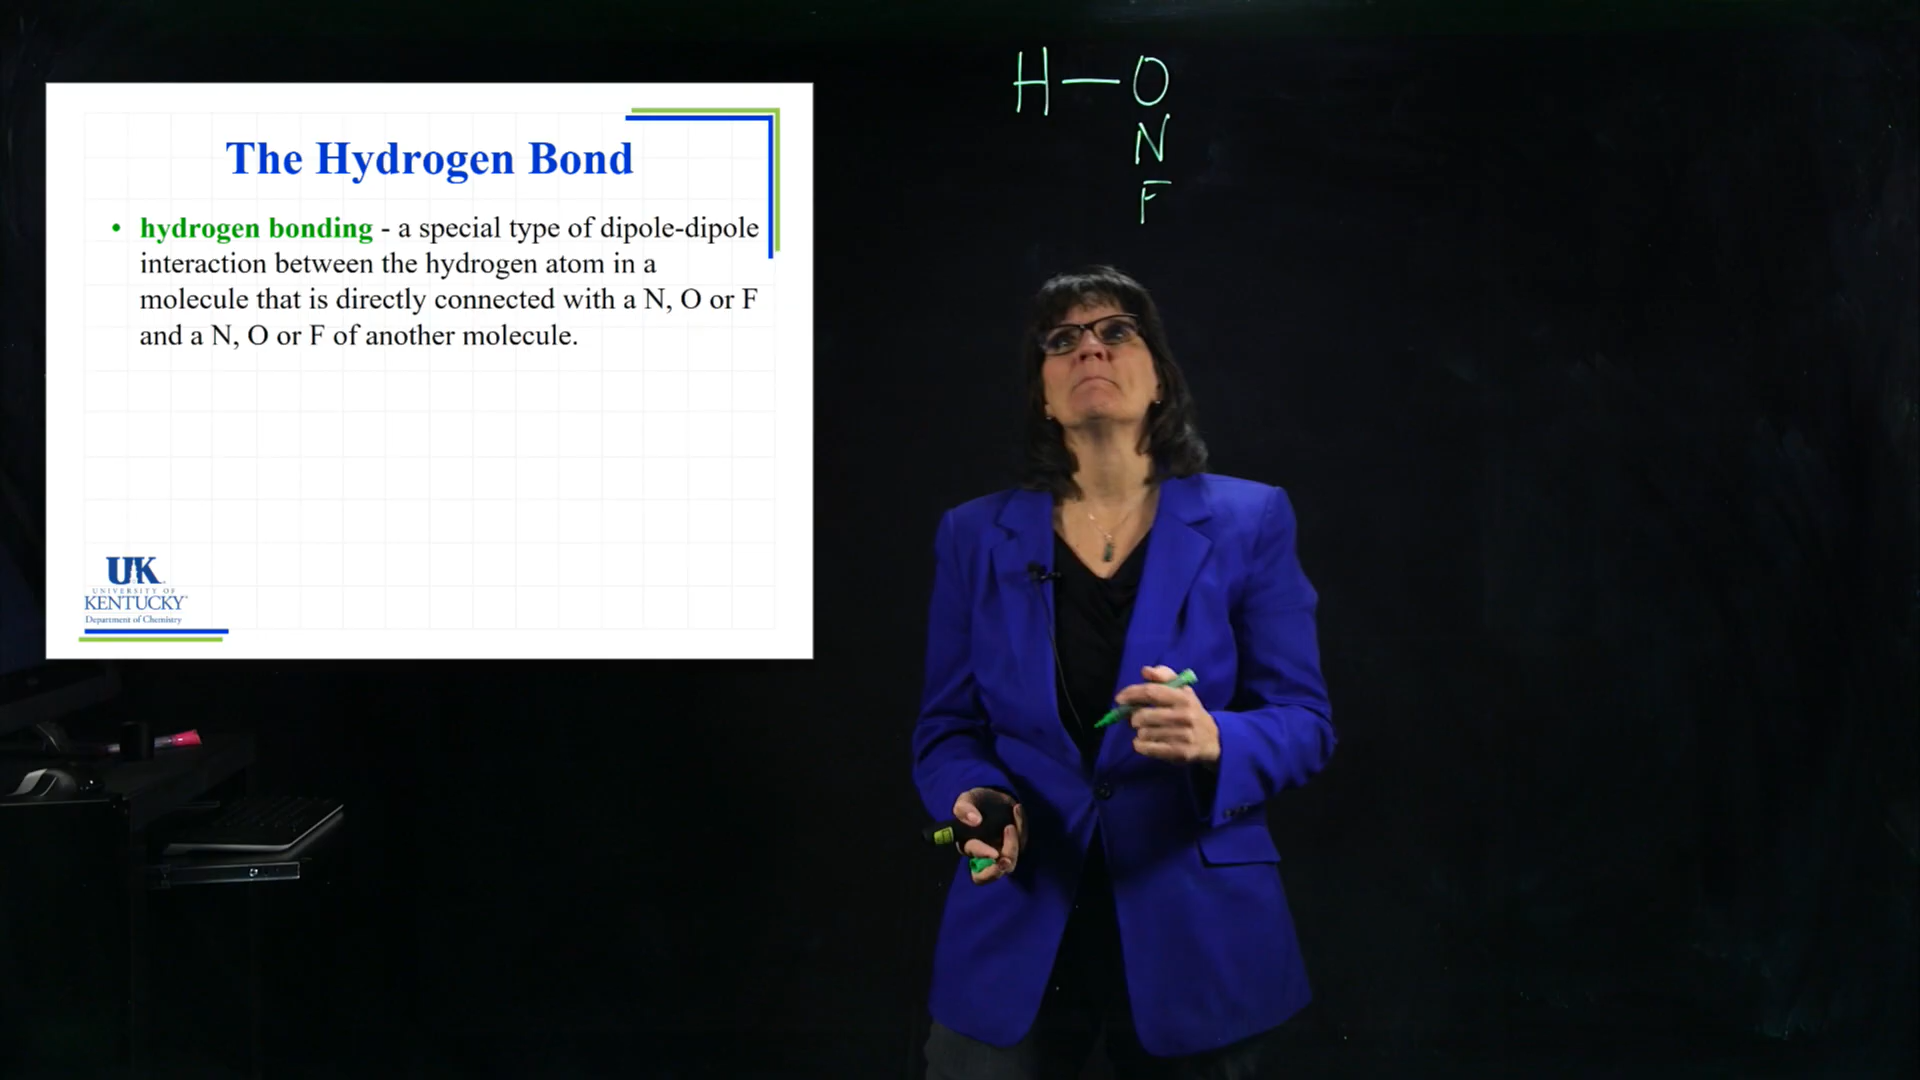 The Hydrogen Bond
• hydrogen bonding - a special type of dipole-dipole
interaction between the hydrogen atom in a
molecule that is directly connected with a N, O or F
and a N, O or F of another molecule.
UK
UNIVERSITY OF
KENTUCKY
Department of Chemistry
H — O
N
F